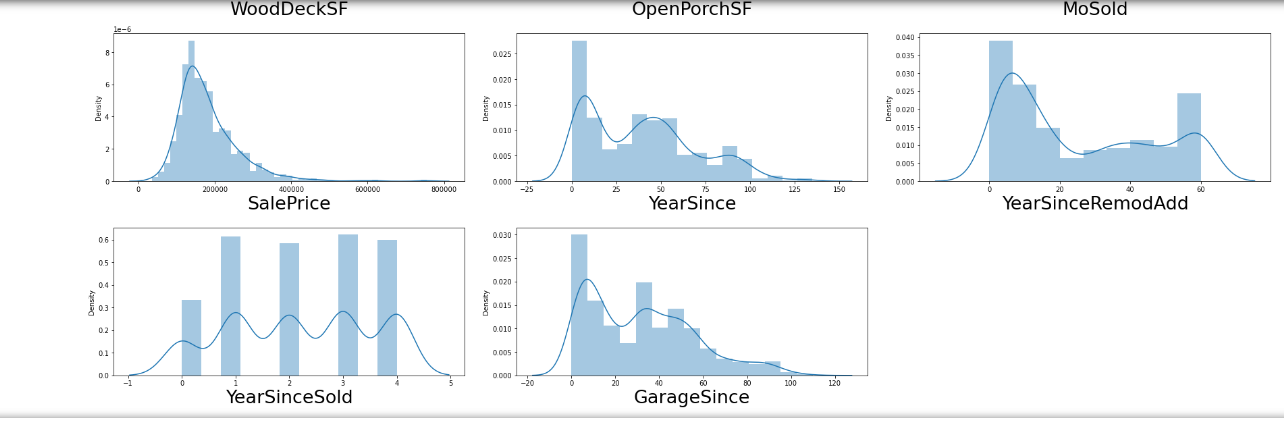 WoodDeckSF OpenPorchSF MoSold
1e-6
8
6
4
2
0
Density
0 200000 400000 600000 800000
SalePrice
0.025
0.020
0.015
0.010
0.005
0.000
Density
−25 0 25 50 75 100 125 150
YearSince
0.040
0.035
0.030
0.025
0.020
0.015
0.010
0.005
0.000
Density
0 20 40 60
YearSinceRemodAdd
0.6
0.5
0.4
0.3
0.2
0.1
0.0
Density
−1 0 1 2 3 4 5
YearSinceSold
0.030
0.025
0.020
0.015
0.010
0.005
0.000
Density
−20 0 20 40 60 80 100 120
GarageSince